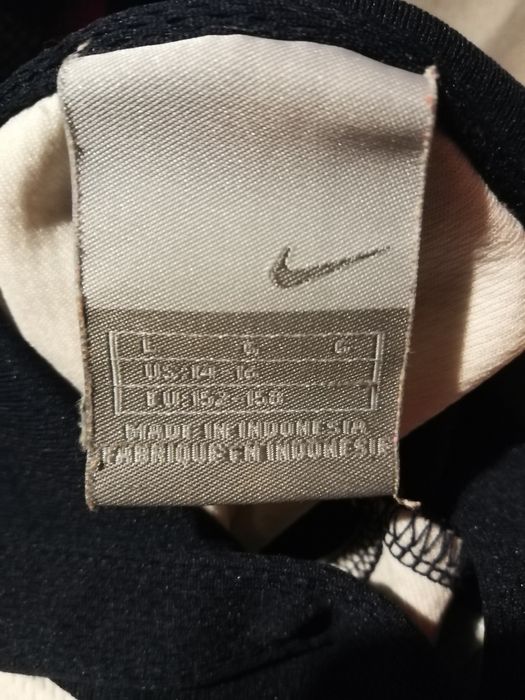 L G G
US: 14-16
EU: 152-158
MADE IN INDONESIA
FABRIQUE EN INDONESIE